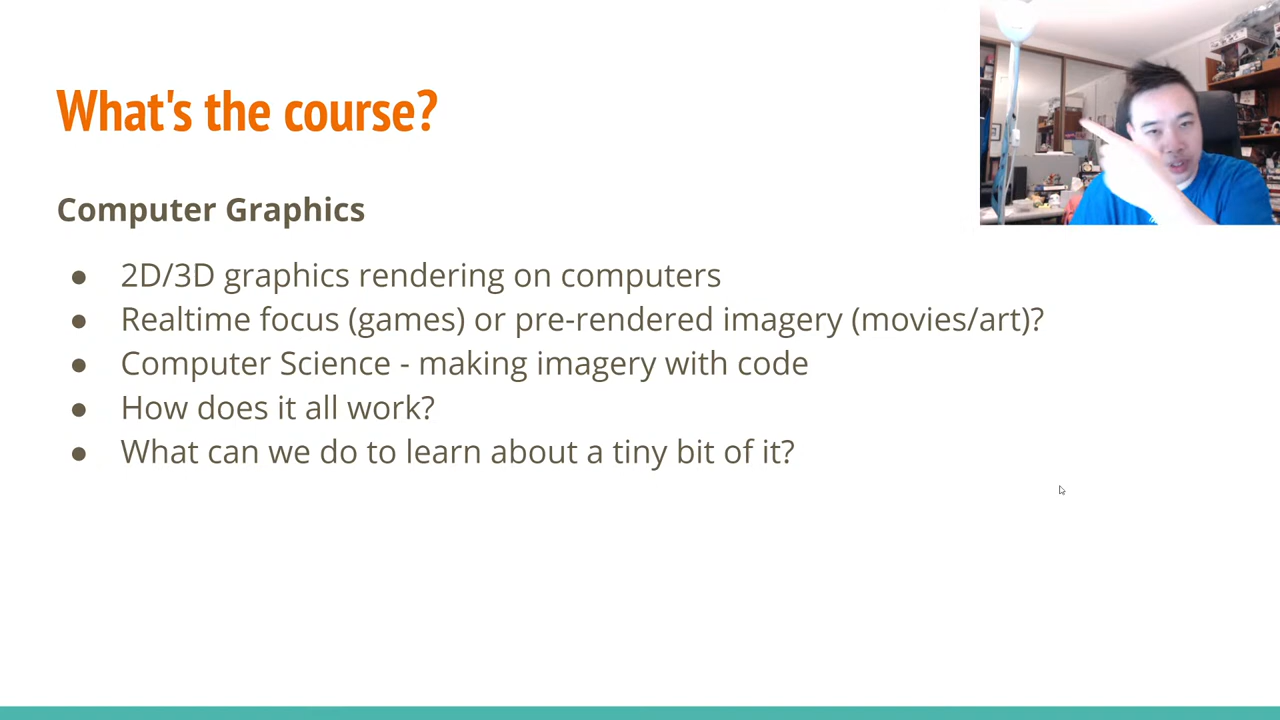 What's the course?
Computer Graphics
● 2D/3D graphics rendering on computers
● Realtime focus (games) or pre-rendered imagery (movies/art)?
● Computer Science - making imagery with code
● How does it all work?
● What can we do to learn about a tiny bit of it?